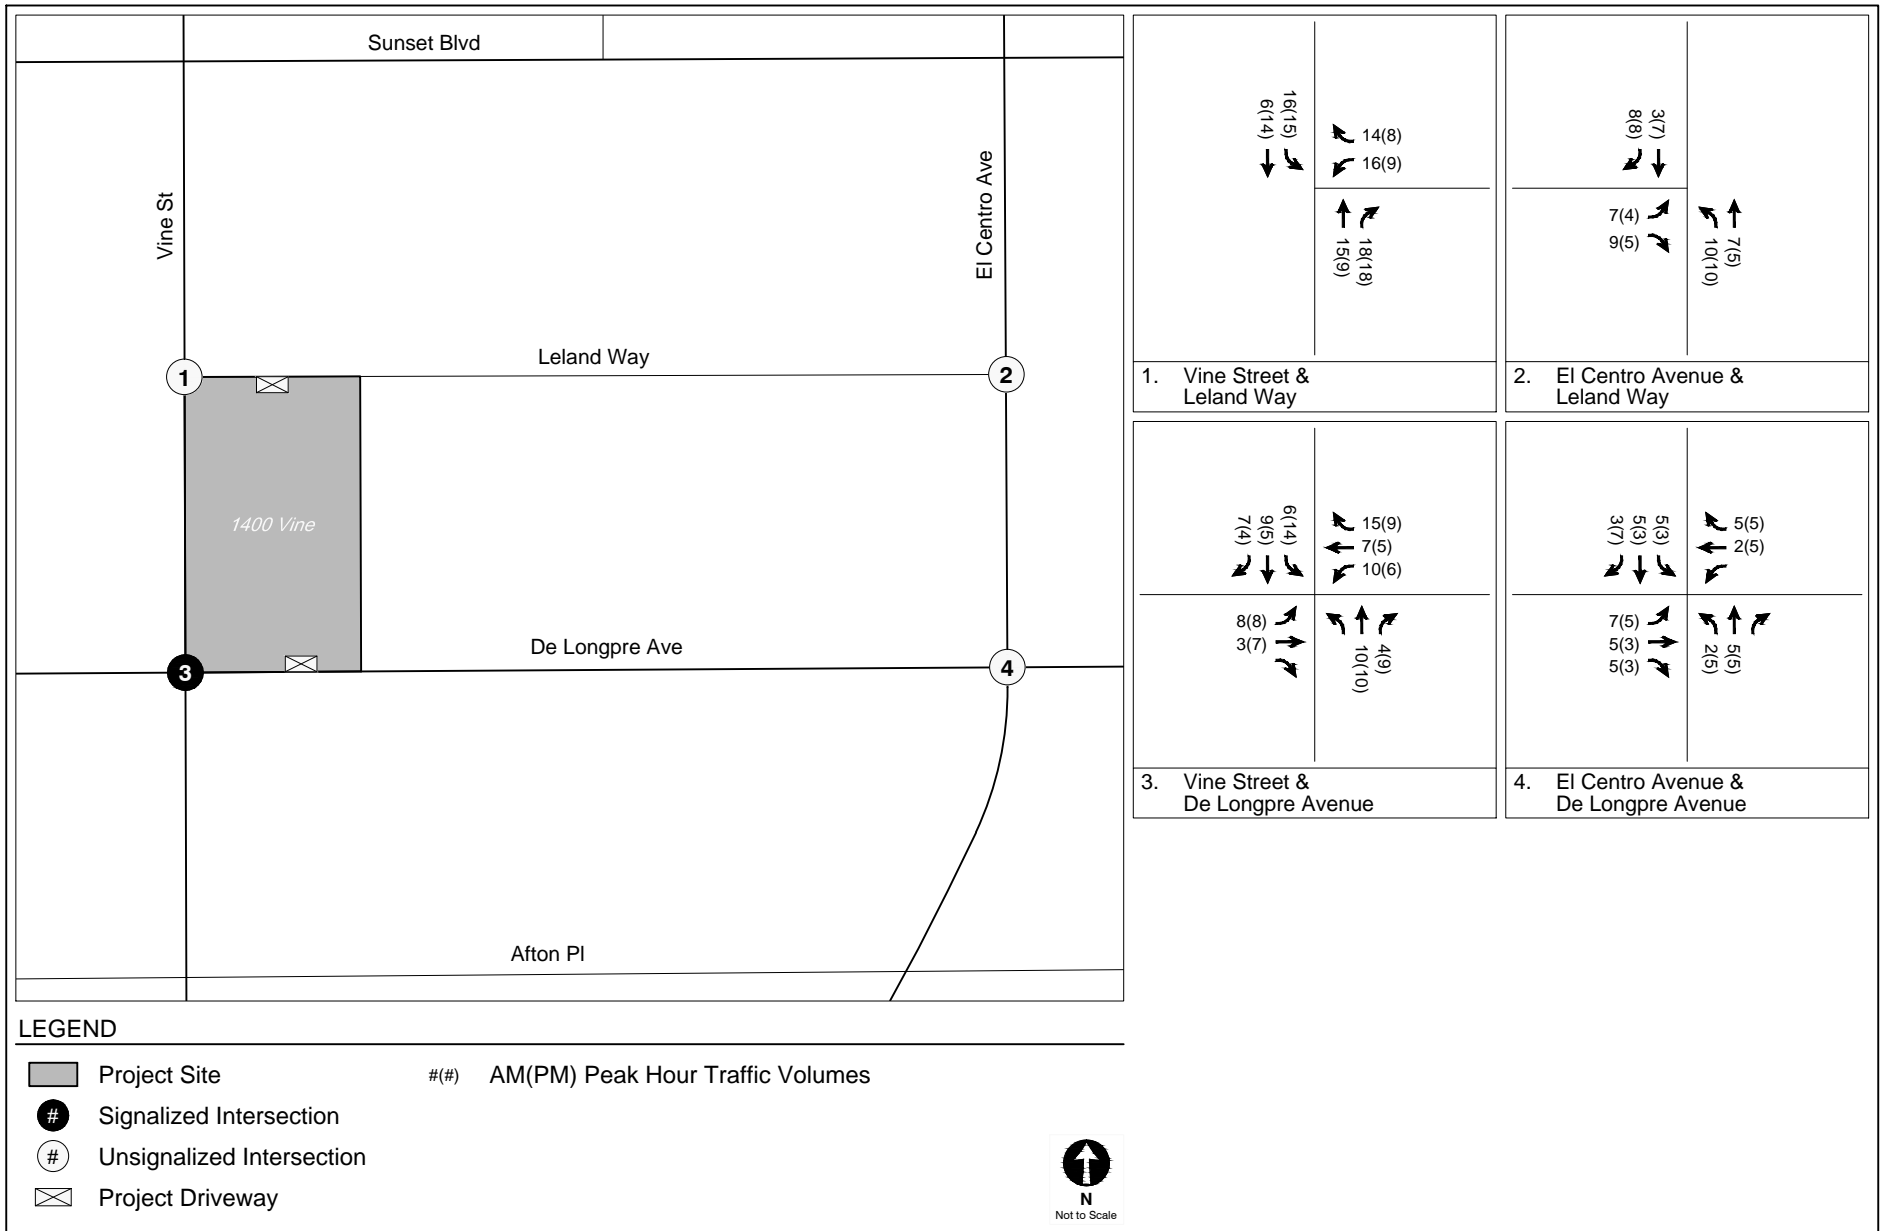 Sunset Blvd
Vine St
El Centro Ave
Leland Way
1
2
1400 Vine
De Longpre Ave
3
4
Afton Pl
6(14)
16(15)
14(8)
16(9)
15(9)
18(18)
1. Vine Street &
Leland Way
8(8)
3(7)
7(4)
9(5)
10(10)
7(5)
2. El Centro Avenue &
Leland Way
7(4)
9(5)
6(14)
15(9)
7(5)
10(6)
8(8)
3(7)
10(10)
4(9)
3. Vine Street &
De Longpre Avenue
3(7)
5(3)
5(3)
5(5)
2(5)
7(5)
5(3)
5(3)
2(5)
5(5)
4. El Centro Avenue &
De Longpre Avenue
LEGEND
Project Site
#(#) AM(PM) Peak Hour Traffic Volumes
# Signalized Intersection
# Unsignalized Intersection
Project Driveway
N
Not to Scale